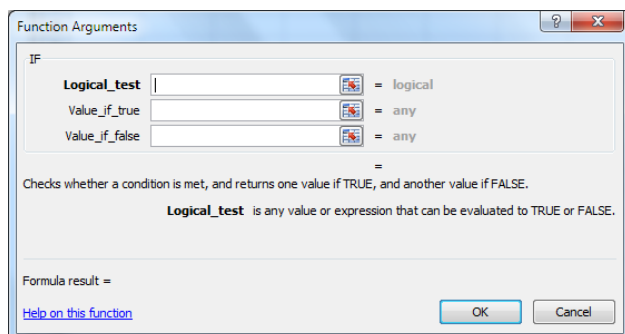 Function Arguments
?
IF
Logical_test = logical
Value_if_true = any
Value_if_false = any
=
Checks whether a condition is met, and returns one value if TRUE, and another value if FALSE.
Logical_test is any value or expression that can be evaluated to TRUE or FALSE.
Formula result =
Help on this function OK Cancel